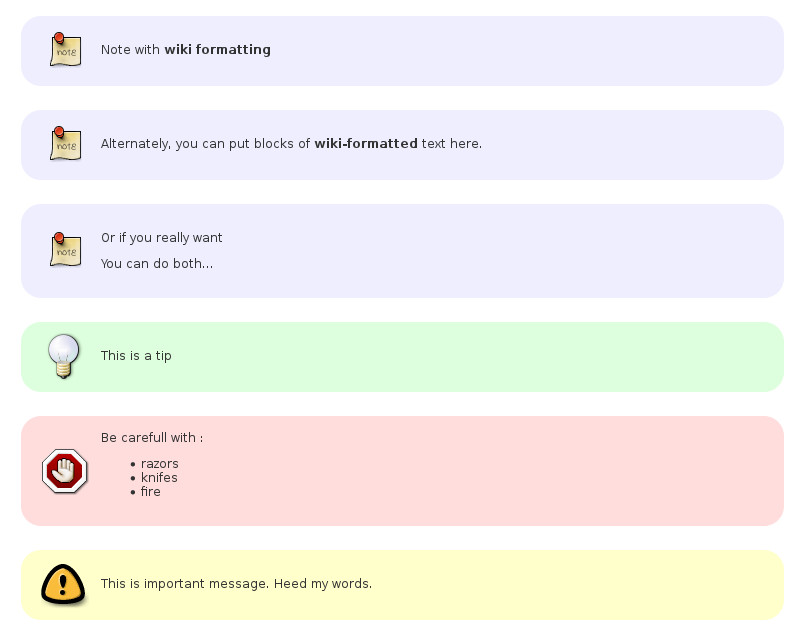 note
Note with wiki formatting
note
Alternately, you can put blocks of wiki-formatted text here.
note
Or if you really want
You can do both...
This is a tip
Be carefull with :
• razors
• knifes
• fire
This is important message. Heed my words.